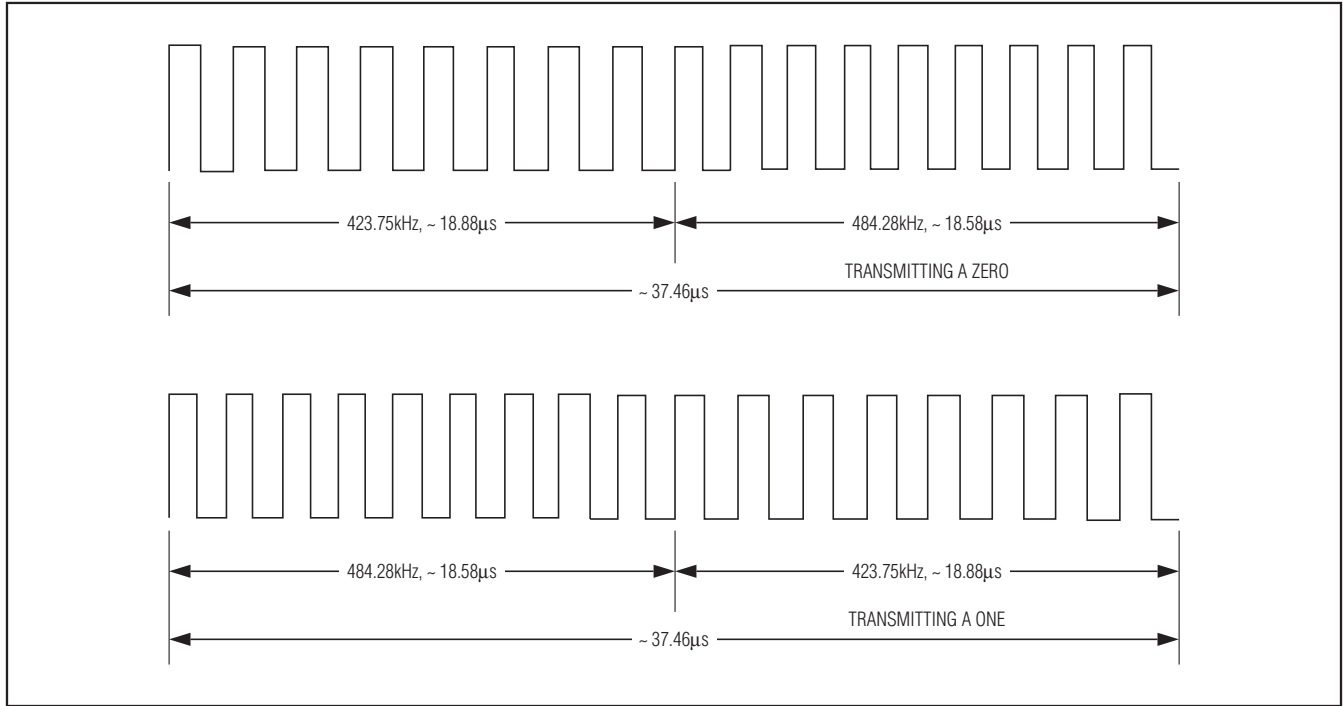 423.75kHz, ~ 18.88μs
484.28kHz, ~ 18.58μs
TRANSMITTING A ZERO
~ 37.46μs
484.28kHz, ~ 18.58μs
423.75kHz, ~ 18.88μs
TRANSMITTING A ONE
~ 37.46μs